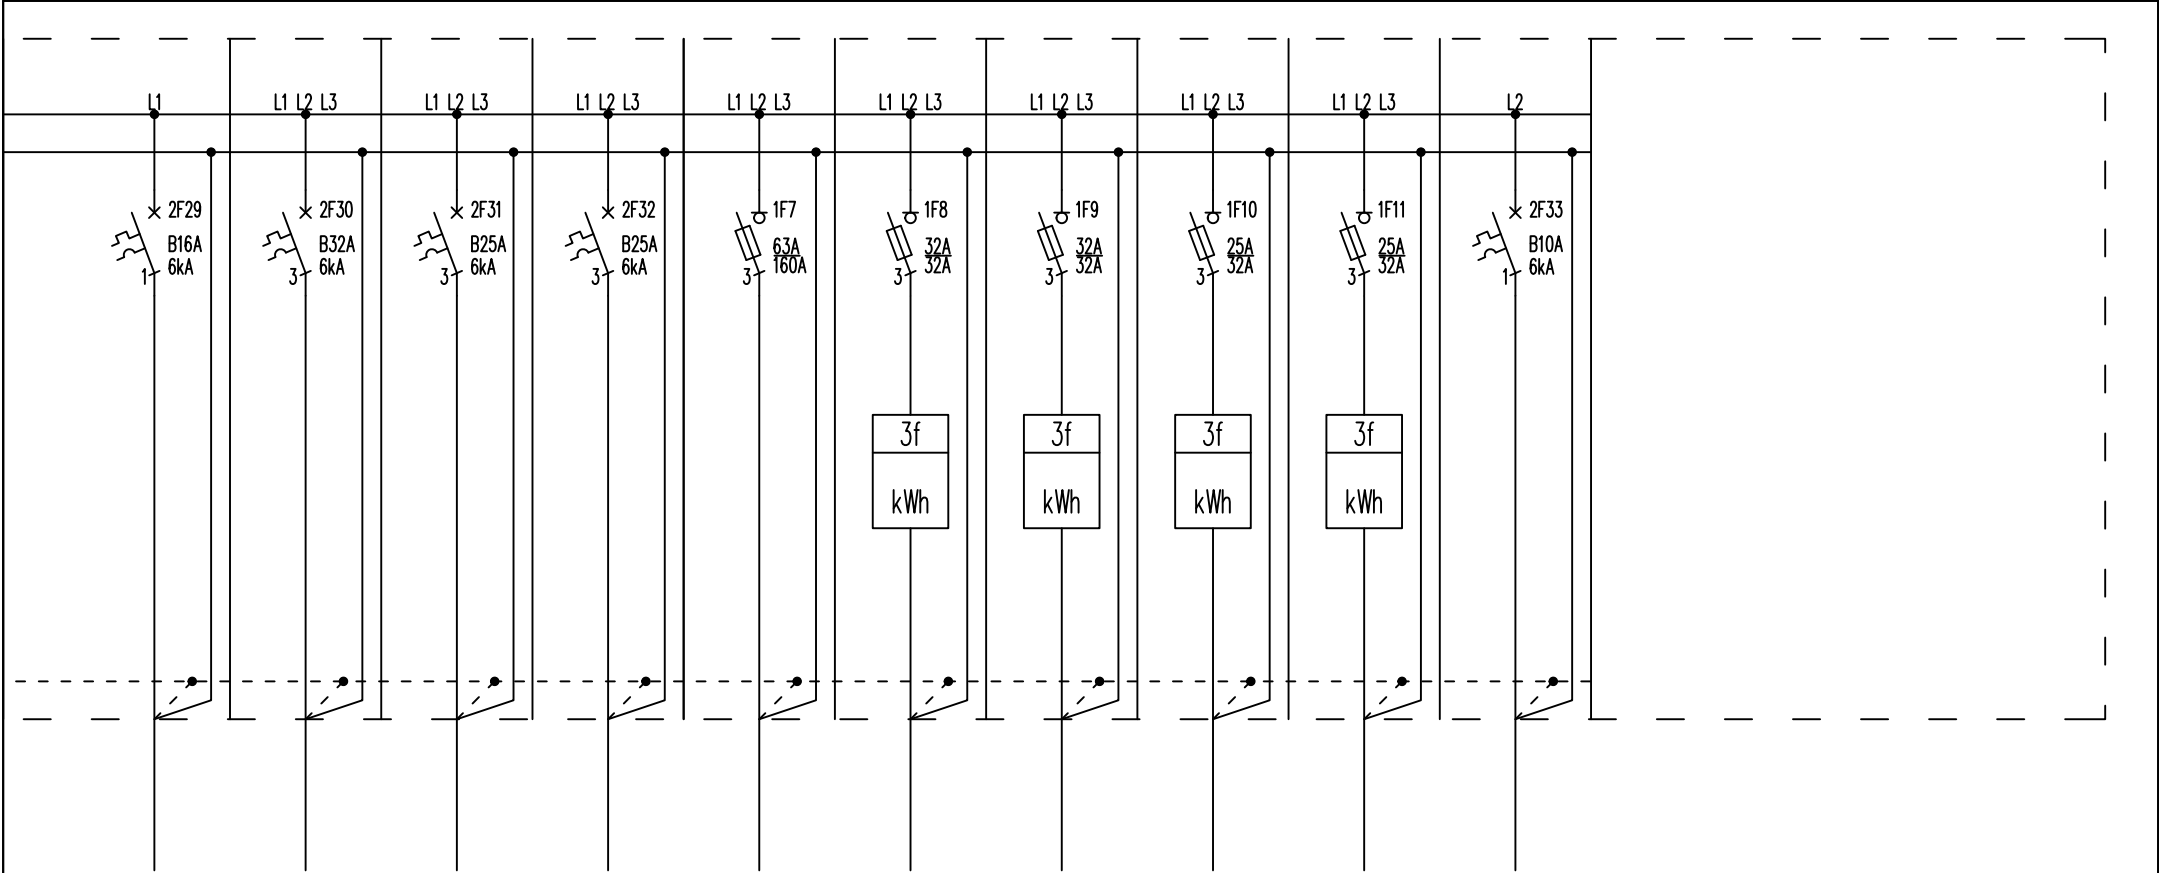 L1
L1 L2 L3
L1 L2 L3
L1 L2 L3
L1 L2 L3
L1 L2 L3
L1 L2 L3
L1 L2 L3
L1 L2 L3
L2
2F29
B16A
6kA
1
2F30
B32A
6kA
3
2F31
B25A
6kA
3
2F32
B25A
6kA
3
1F7
63A
160A
3
1F8
32A
32A
3
1F9
32A
32A
3
1F10
25A
32A
3
1F11
25A
32A
3
2F33
B10A
6kA
1
3f
kWh
3f
kWh
3f
kWh
3f
kWh